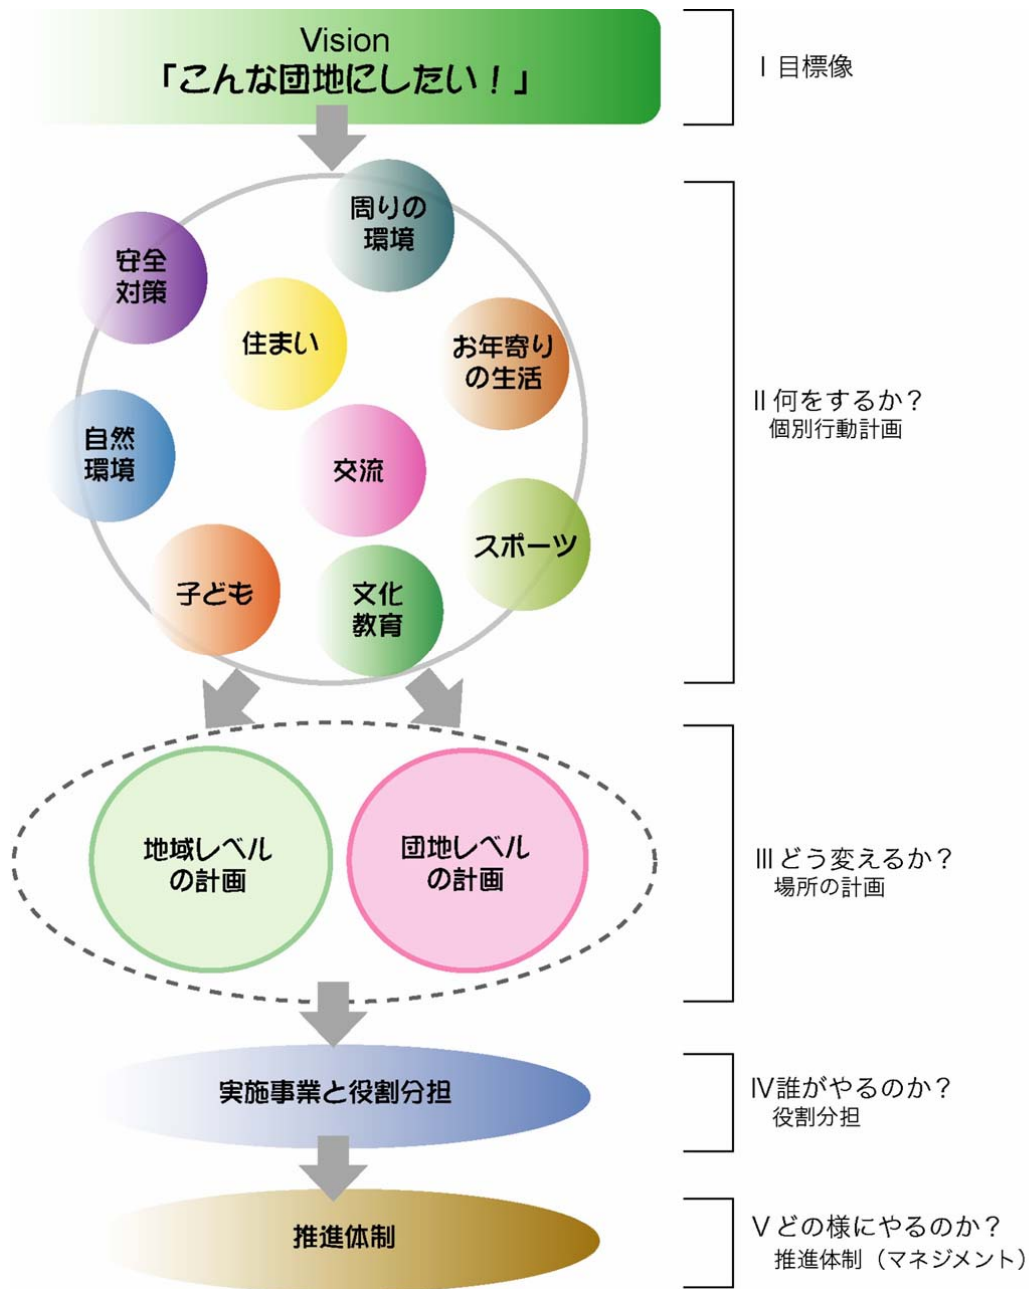 Vision
「こんな団地にしたい！」
Ⅰ目標像
周りの
環境
安全
対策
住まい
お年寄り
の生活
自然
環境
交流
スポーツ
子ども
文化
教育
Ⅱ何をするか？
個別行動計画
地域レベル
の計画
団地レベル
の計画
Ⅲどう変えるか？
場所の計画
実施事業と役割分担
Ⅳ誰がやるのか？
役割分担
推進体制
Ⅴどの様にやるのか？
推進体制（マネジメント）